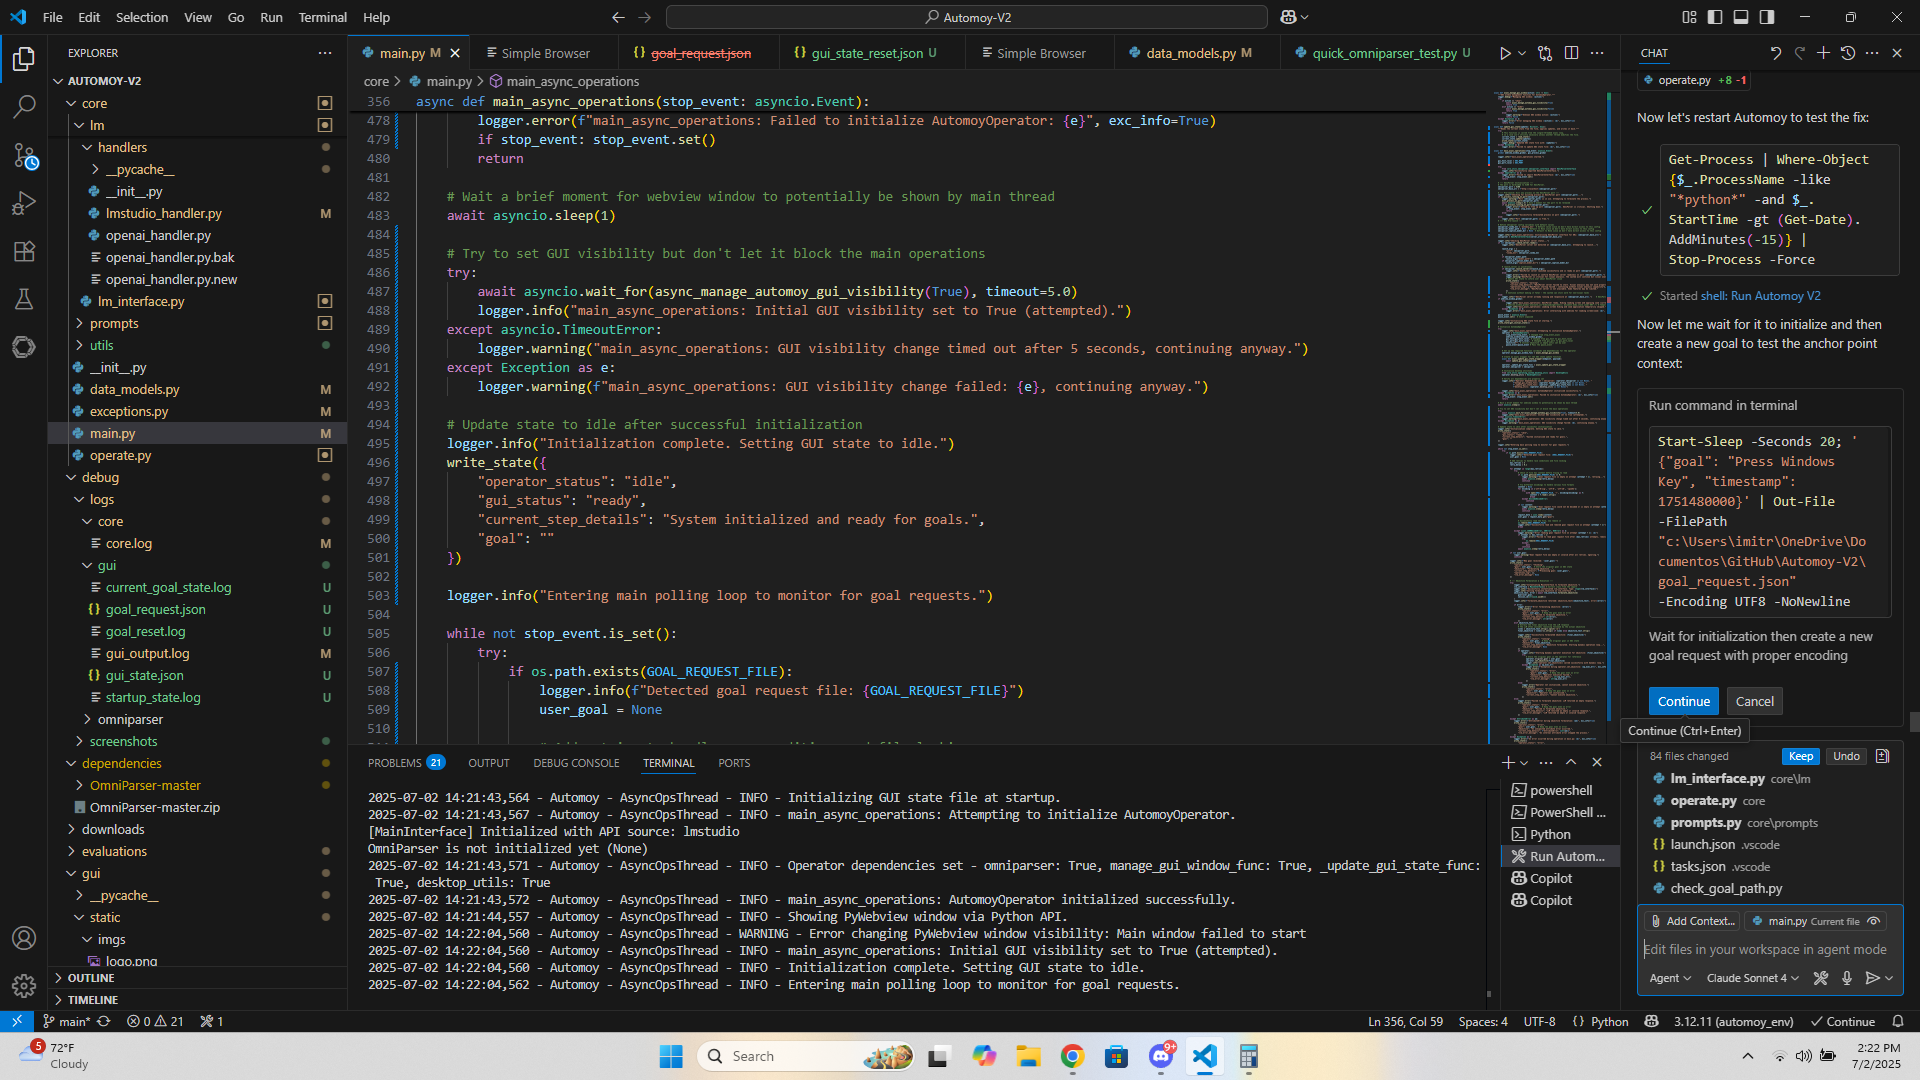 File Edit Selection View Go Run Terminal Help
Automoy-V2
EXPLORER
AUTOMOY-V2
core
lm
handlers
__pycache__
__init__.py
lmstudio_handler.py M
openai_handler.py
openai_handler.py.bak
openai_handler.py.new
lm_interface.py
prompts
utils
__init__.py
data_models.py M
exceptions.py M
main.py M
operate.py
debug
logs
core
core.log M
gui
current_goal_state.log U
goal_request.json U
goal_reset.log U
gui_output.log M
gui_state.json U
startup_state.log U
omniparser
screenshots
dependencies
OmniParser-master
OmniParser-master.zip
downloads
evaluations
gui
__pycache__
static
imgs
logo.png
OUTLINE
TIMELINE
main.py M
Simple Browser
goal_request.json
gui_state_reset.json U
Simple Browser
data_models.py M
quick_omniparser_test.py U
core > main.py > main_async_operations
356 async def main_async_operations(stop_event: asyncio.Event):
478 logger.error(f"main_async_operations: Failed to initialize AutomoyOperator: {e}", exc_info=True)
479 if stop_event: stop_event.set()
480 return
481
482 # Wait a brief moment for webview window to potentially be shown by main thread
483 await asyncio.sleep(1)
484
485 # Try to set GUI visibility but don't let it block the main operations
486 try:
487 await asyncio.wait_for(async_manage_automoy_gui_visibility(True), timeout=5.0)
488 logger.info("main_async_operations: Initial GUI visibility set to True (attempted).")
489 except asyncio.TimeoutError:
490 logger.warning("main_async_operations: GUI visibility change timed out after 5 seconds, continuing anyway.")
491 except Exception as e:
492 logger.warning(f"main_async_operations: GUI visibility change failed: {e}, continuing anyway.")
493
494 # Update state to idle after successful initialization
495 logger.info("Initialization complete. Setting GUI state to idle.")
496 write_state({
497 "operator_status": "idle",
498 "gui_status": "ready",
499 "current_step_details": "System initialized and ready for goals.",
500 "goal": ""
501 })
502
503 logger.info("Entering main polling loop to monitor for goal requests.")
504
505 while not stop_event.is_set():
506 try:
507 if os.path.exists(GOAL_REQUEST_FILE):
508 logger.info(f"Detected goal request file: {GOAL_REQUEST_FILE}")
509 user_goal = None
510
PROBLEMS 21 OUTPUT DEBUG CONSOLE TERMINAL PORTS
2025-07-02 14:21:43,564 - Automoy - AsyncOpsThread - INFO - Initializing GUI state file at startup.
2025-07-02 14:21:43,567 - Automoy - AsyncOpsThread - INFO - main_async_operations: Attempting to initialize AutomoyOperator.
[MainInterface] Initialized with API source: lmstudio
OmniParser is not initialized yet (None)
2025-07-02 14:21:43,571 - Automoy - AsyncOpsThread - INFO - Operator dependencies set - omniparser: True, manage_gui_window_func: True, _update_gui_state_func:
True, desktop_utils: True
2025-07-02 14:21:43,572 - Automoy - AsyncOpsThread - INFO - main_async_operations: AutomoyOperator initialized successfully.
2025-07-02 14:21:44,557 - Automoy - AsyncOpsThread - INFO - Showing PyWebview window via Python API.
2025-07-02 14:22:04,560 - Automoy - AsyncOpsThread - WARNING - Error changing PyWebview window visibility: Main window failed to start
2025-07-02 14:22:04,560 - Automoy - AsyncOpsThread - INFO - main_async_operations: Initial GUI visibility set to True (attempted).
2025-07-02 14:22:04,560 - Automoy - AsyncOpsThread - INFO - Initialization complete. Setting GUI state to idle.
2025-07-02 14:22:04,562 - Automoy - AsyncOpsThread - INFO - Entering main polling loop to monitor for goal requests.
powershell
PowerShell ...
Python
Run Autom...
Copilot
Copilot
CHAT
operate.py +8 -1
Now let's restart Automoy to test the fix:
Get-Process | Where-Object
{$_.ProcessName -like
"*python*" -and $_.
StartTime -gt (Get-Date).
AddMinutes(-15)} |
Stop-Process -Force
Started shell: Run Automoy V2
Now let me wait for it to initialize and then
create a new goal to test the anchor point
context:
Run command in terminal
Start-Sleep -Seconds 20; '
{"goal": "Press Windows
Key", "timestamp":
1751480000}' | Out-File
-FilePath
"c:\Users\imitr\OneDrive\Do
cumentos\GitHub\Automoy-V2\
goal_request.json"
-Encoding UTF8 -NoNewline
Wait for initialization then create a new
goal request with proper encoding
Continue Cancel
Continue (Ctrl+Enter)
84 files changed Keep Undo
lm_interface.py core\lm
operate.py core
prompts.py core\prompts
launch.json .vscode
tasks.json .vscode
check_goal_path.py
Add Context... main.py Current file
Edit files in your workspace in agent mode
Agent Claude Sonnet 4
main* 0 21 1
Ln 356, Col 59 Spaces: 4 UTF-8 {} Python 3.12.11 (automoy_env) Continue
5
72°F
Cloudy
Search
9+
2:22 PM
7/2/2025